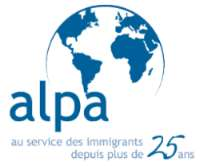 alpa
au service des immigrants
depuis plus de 25 ans